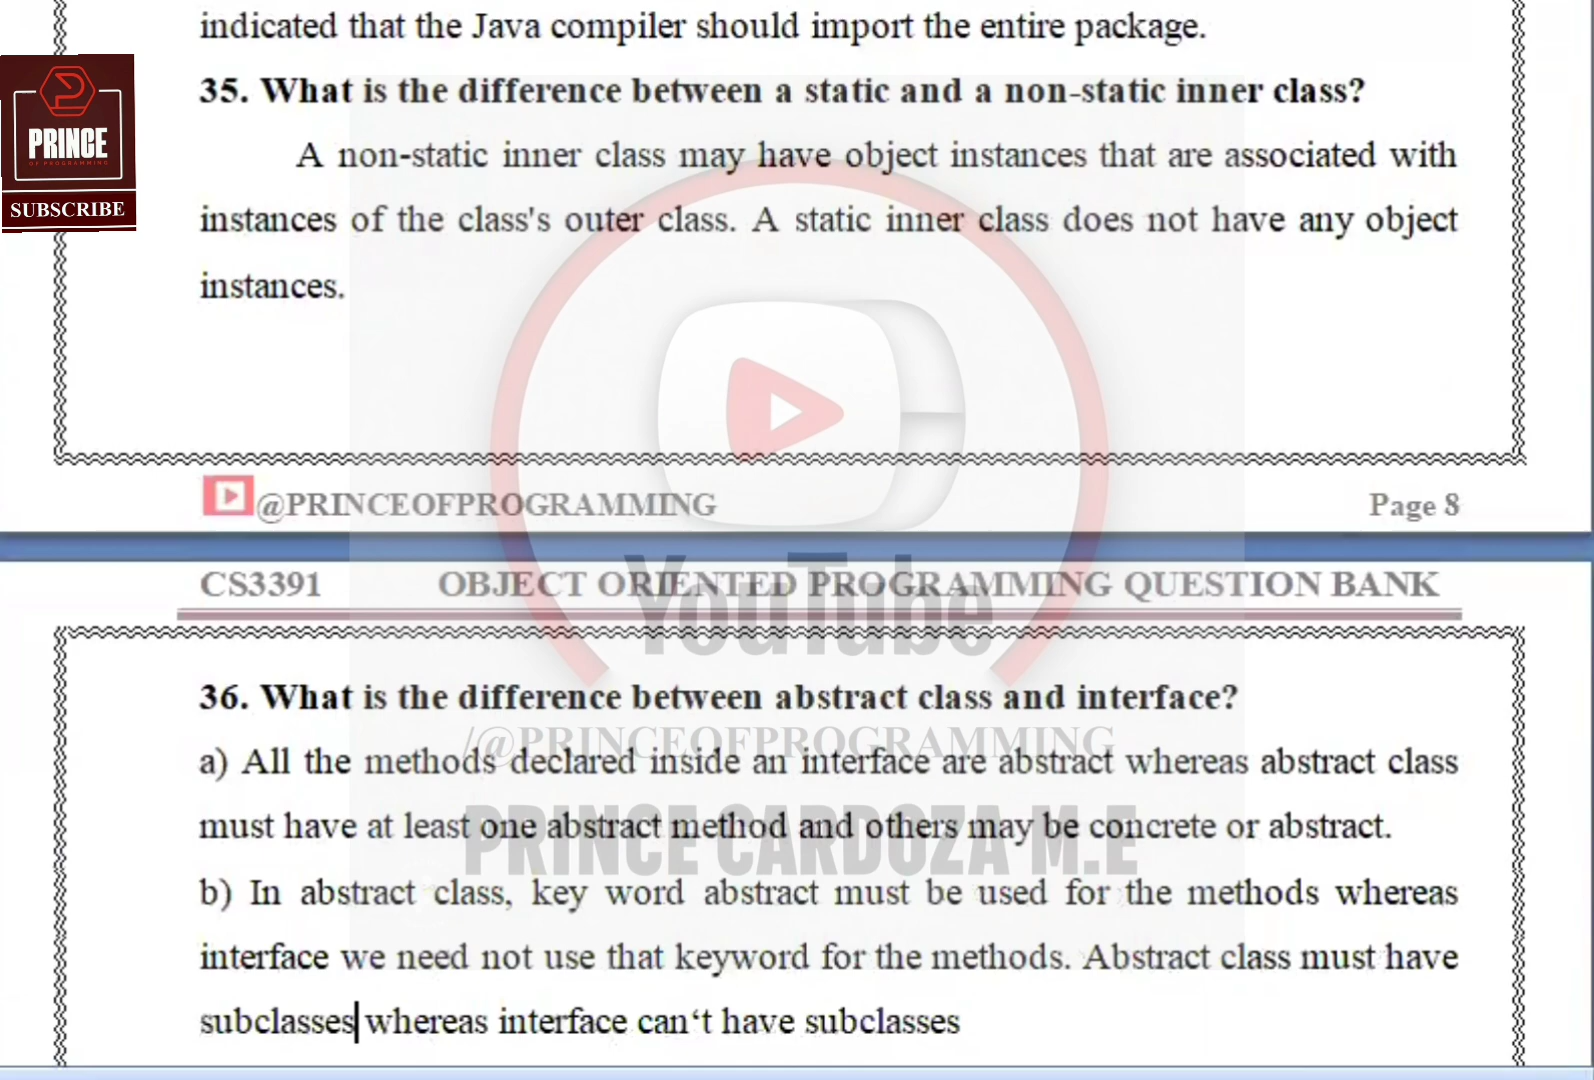 indicated that the Java compiler should import the entire package.
35. What is the difference between a static and a non-static inner class?
A non-static inner class may have object instances that are associated with
instances of the class's outer class. A static inner class does not have any object
instances.
PRINCE
OF PROGRAMMING
SUBSCRIBE
@PRINCEOFPROGRAMMING
Page 8
CS3391 OBJECT ORIENTED PROGRAMMING QUESTION BANK
YouTube
36. What is the difference between abstract class and interface?
/@PRINCEOFPROGRAMMING
a) All the methods declared inside an interface are abstract whereas abstract class
must have at least one abstract method and others may be concrete or abstract.
PRINCE CARDOZA M.E
b) In abstract class, key word abstract must be used for the methods whereas
interface we need not use that keyword for the methods. Abstract class must have
subclasses whereas interface can‘t have subclasses